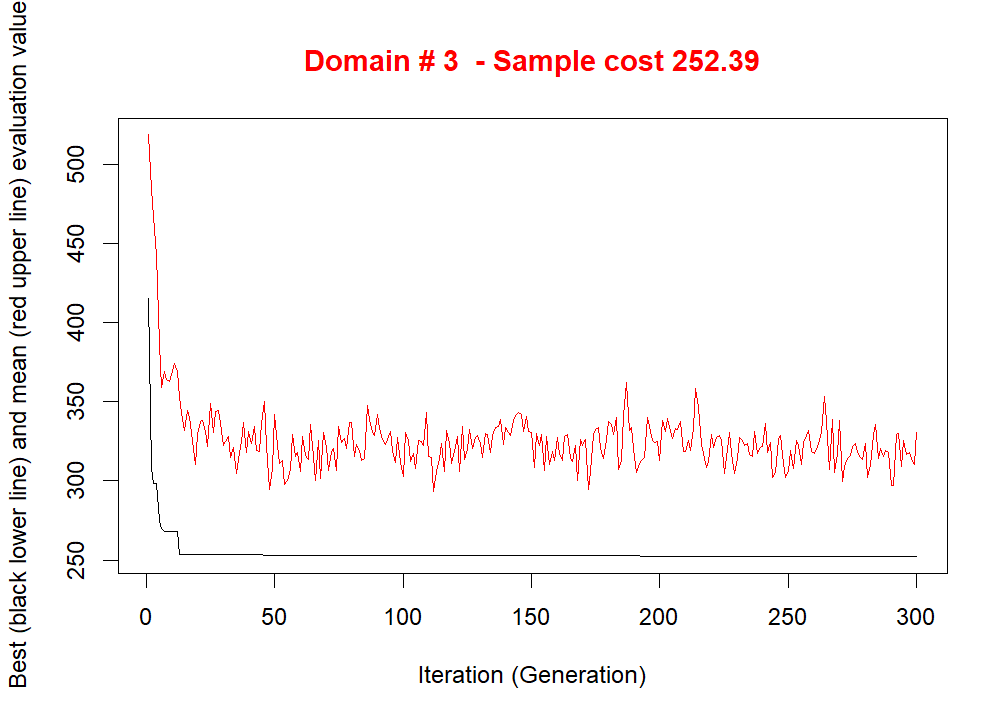 Domain # 3  - Sample cost 252.39
Best (black lower line) and mean (red upper line) evaluation value
500
450
400
350
300
250
0 50 100 150 200 250 300
Iteration (Generation)